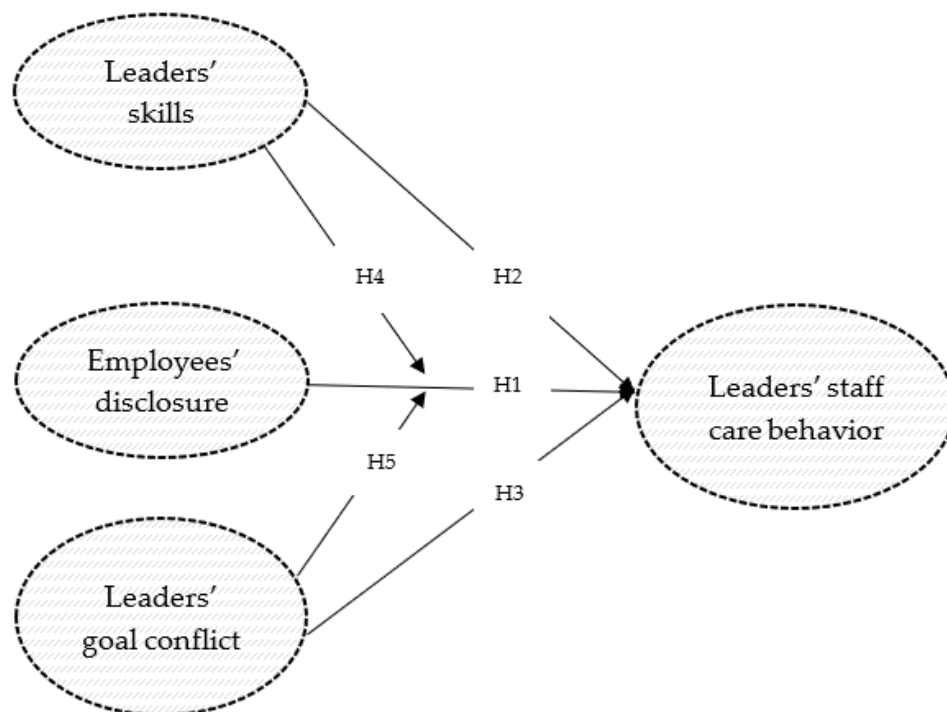 Leaders’
skills
H4
H2
Employees’
disclosure
H1
Leaders’ staff
care behavior
H5
H3
Leaders’
goal conflict